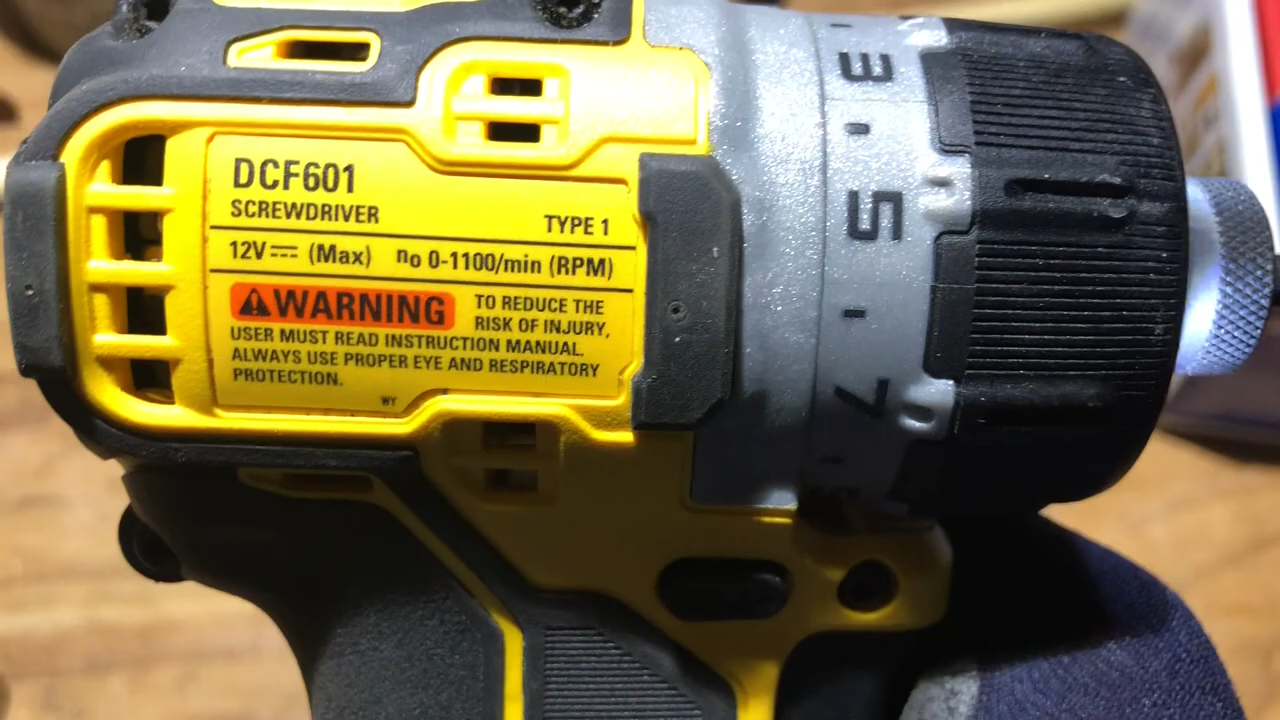 DCF601
SCREWDRIVER
TYPE 1
12V⎓ (Max) no 0-1100/min (RPM)
⚠WARNING TO REDUCE THE
RISK OF INJURY,
USER MUST READ INSTRUCTION MANUAL.
ALWAYS USE PROPER EYE AND RESPIRATORY
PROTECTION.
WY
3
5
7